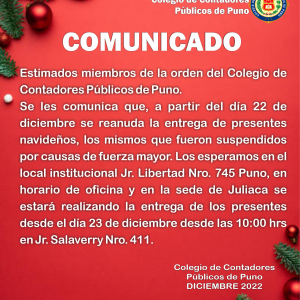 Colegio de Contadores
Públicos de Puno
COMUNICADO
Estimados miembros de la orden del Colegio de
Contadores Públicos de Puno.
Se les comunica que, a partir del día 22 de
diciembre se reanuda la entrega de presentes
navideños, los mismos que fueron suspendidos
por causas de fuerza mayor. Los esperamos en el
local institucional Jr. Libertad Nro. 745 Puno, en
horario de oficina y en la sede de Juliaca se
estará realizando la entrega de los presentes
desde el día 23 de diciembre desde las 10:00 hrs
en Jr. Salaverry Nro. 411.
Colegio de Contadores
Públicos de Puno
DICIEMBRE 2022